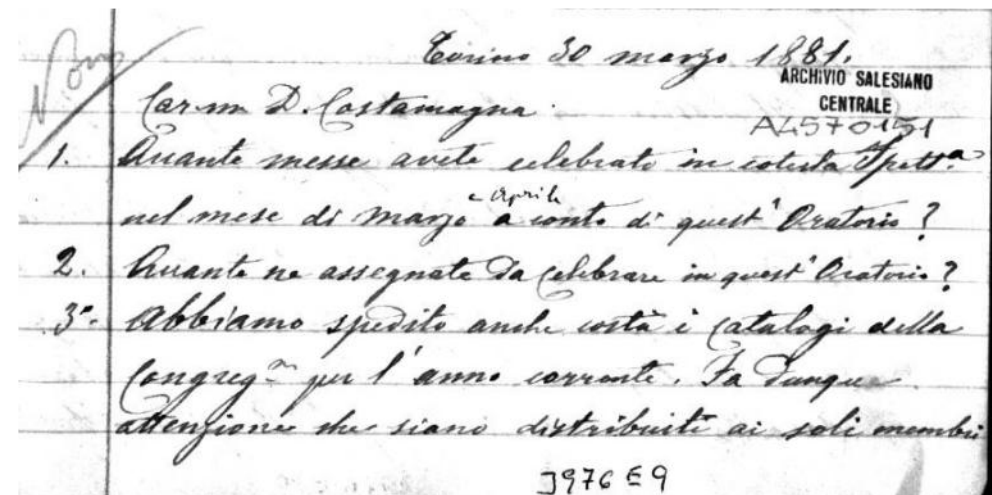 Torino 30 marzo 1881.
ARCHIVIO SALESIANO
CENTRALE
A4570151
Car.mo D. Costamagna.
1. Quante messe avete celebrato in cotesta Ispett.a
e Aprile
nel mese di Marzo a conto di quest'Oratorio?
2. Quante ne assegnate da celebrare in quest'Oratorio?
3.° Abbiamo spedito anche costà i cataloghi della
Congreg.ne per l'anno corrente. Fa dunque
attenzione che siano distribuiti ai soli membri
3976E9